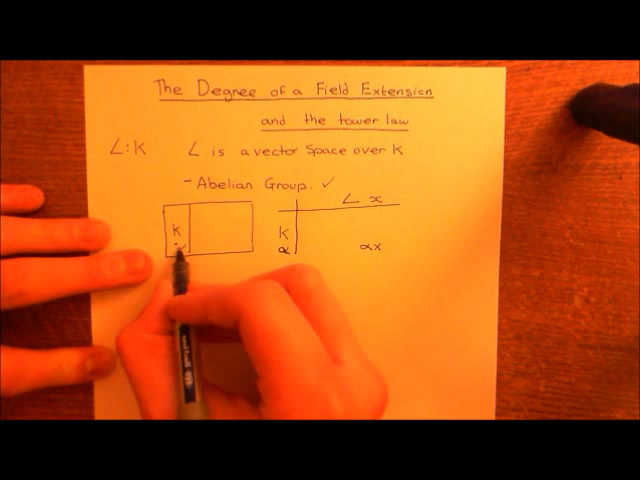 The Degree of a Field Extension
and the tower law
L:K L is a vector Space over K
- Abelian Group. ✓
L x
K K
α αx